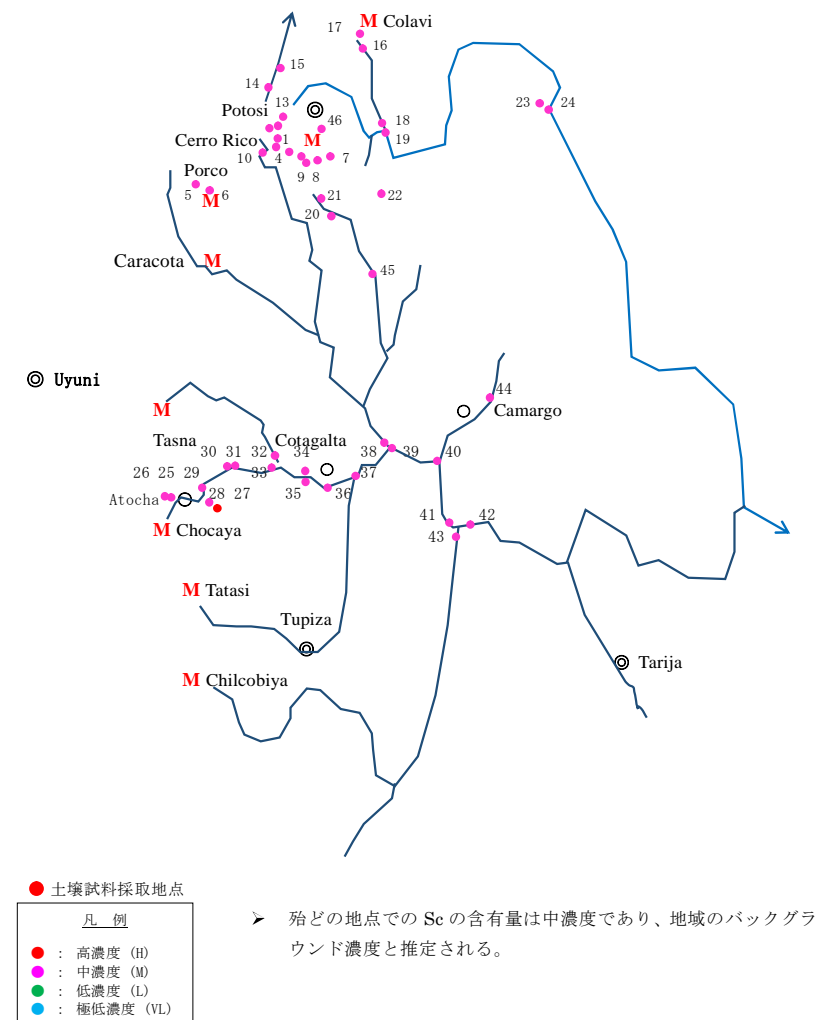 17
M Colavi
16
15
14
13
Potosi
46
23
24
18
19
Cerro Rico
1
M
10
4
7
9
8
Porco
5
M
6
21
22
20
Caracota
M
45
◎ Uyuni
44
M
Camargo
Tasna
Cotagalta
38
39
40
30
31
32
34
26
25
29
33
37
Atocha
28
27
35
36
M Chocaya
41
42
43
M Tatasi
Tupiza
Tarija
M Chilcobiya
● 土壌試料採取地点
凡 例
● : 高濃度 (H)
● : 中濃度 (M)
● : 低濃度 (L)
● : 極低濃度 (VL)
➢ 殆どの地点での Sc の含有量は中濃度であり、地域のバックグラ
ウンド濃度と推定される。